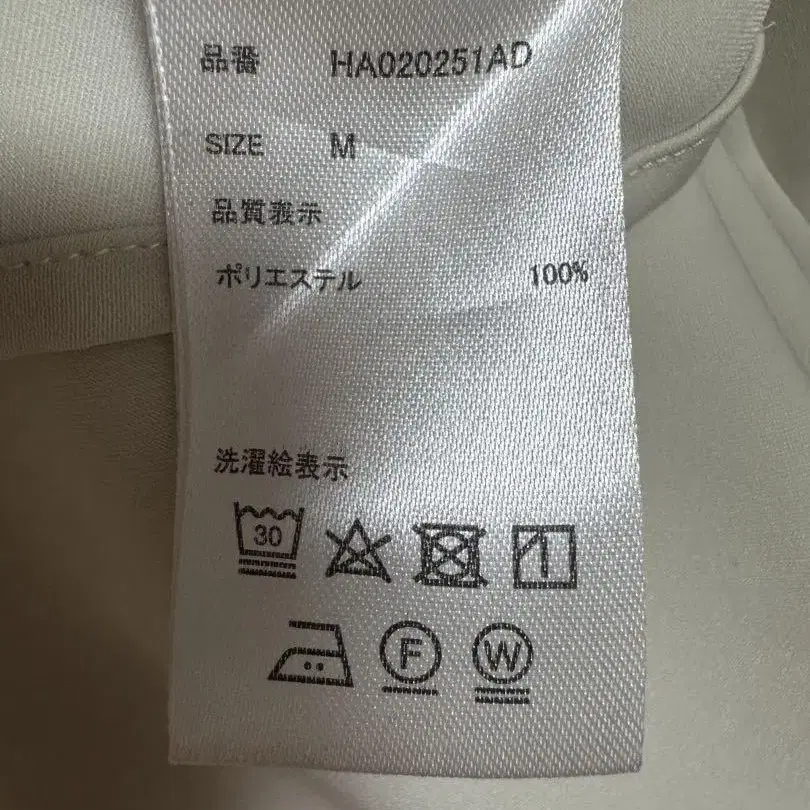 品番 HA020251AD
SIZE M
品質表示
ポリエステル 100%
洗濯絵表示
30
F W